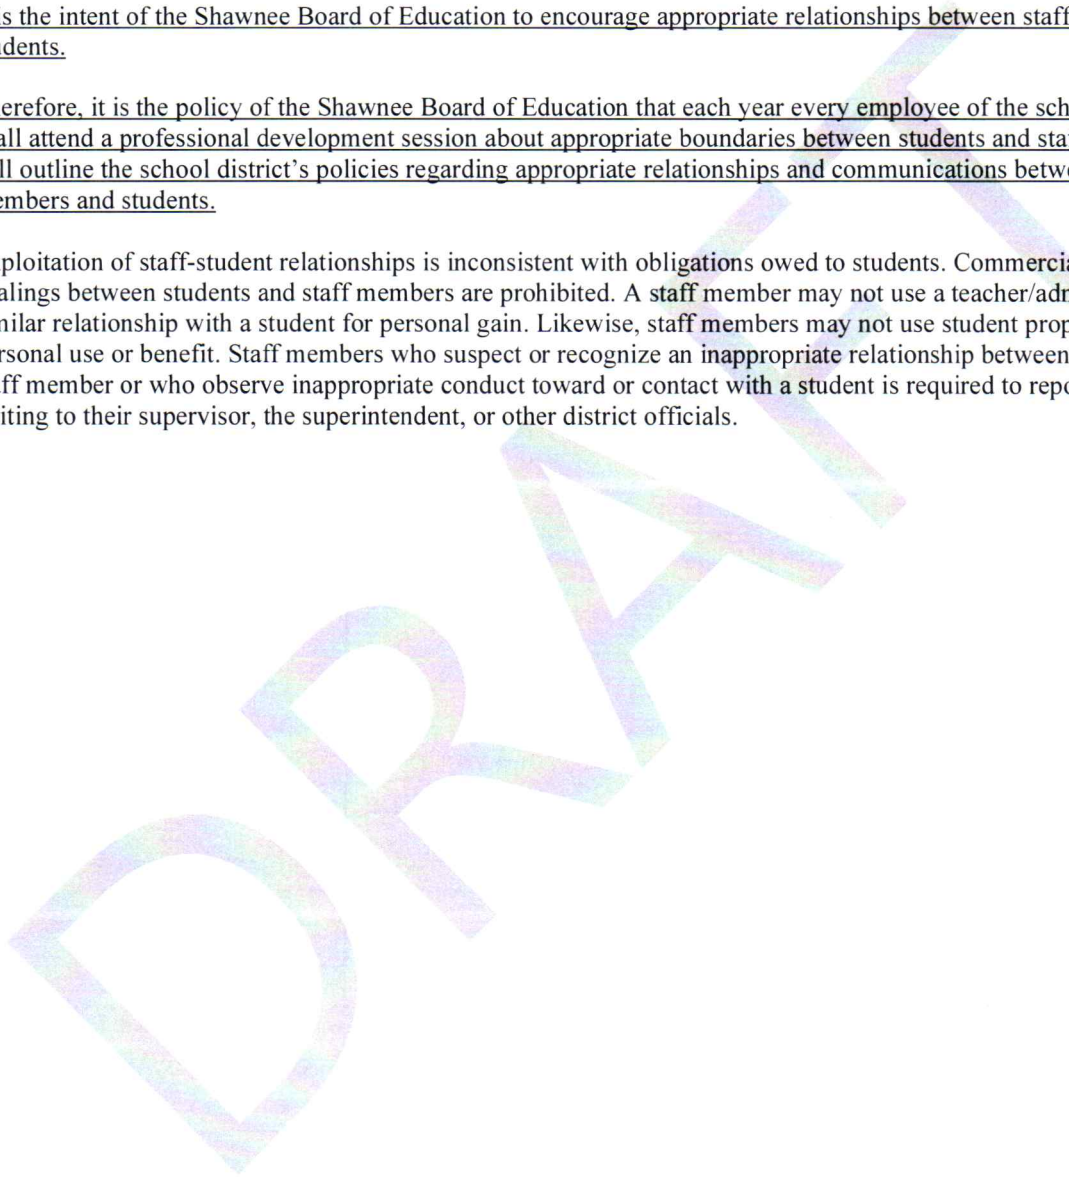 is the intent of the Shawnee Board of Education to encourage appropriate relationships between staff
dents.
erefore, it is the policy of the Shawnee Board of Education that each year every employee of the sch
all attend a professional development session about appropriate boundaries between students and sta
ll outline the school district's policies regarding appropriate relationships and communications betw
embers and students.
ploitation of staff-student relationships is inconsistent with obligations owed to students. Commercia
alings between students and staff members are prohibited. A staff member may not use a teacher/adm
milar relationship with a student for personal gain. Likewise, staff members may not use student prop
rsonal use or benefit. Staff members who suspect or recognize an inappropriate relationship between
aff member or who observe inappropriate conduct toward or contact with a student is required to repo
iting to their supervisor, the superintendent, or other district officials.
DRAFT